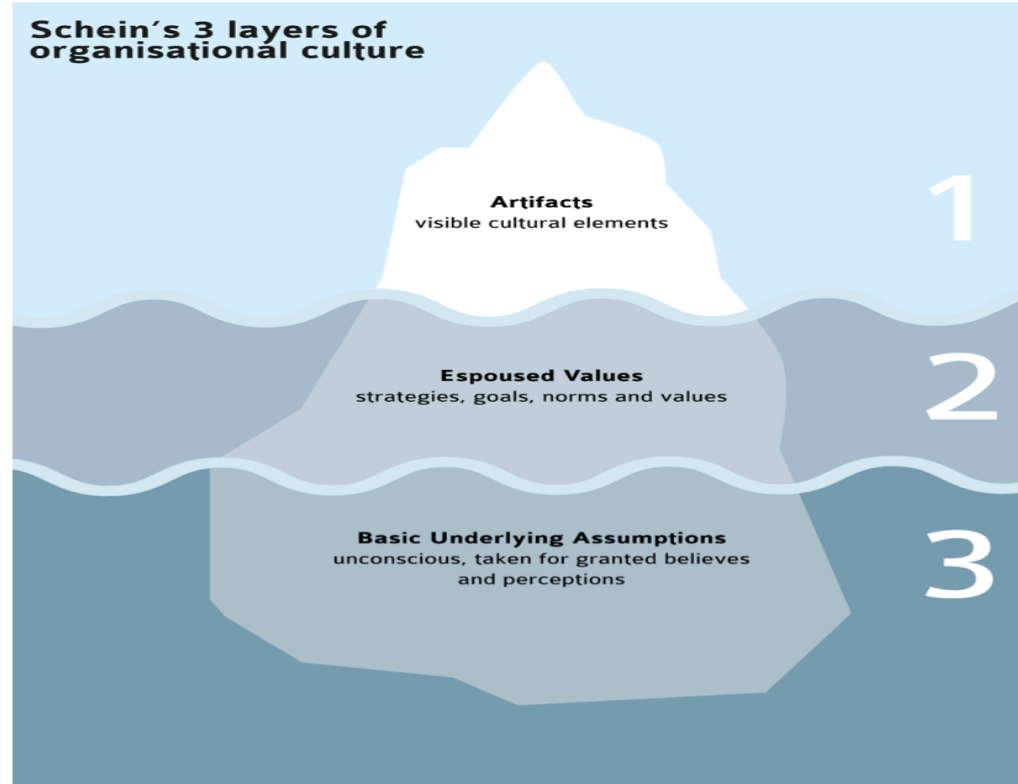 Schein´s 3 layers of
organisational culture
Artifacts
visible cultural elements
1
Espoused Values
strategies, goals, norms and values
2
Basic Underlying Assumptions
unconscious, taken for granted believes
and perceptions
3